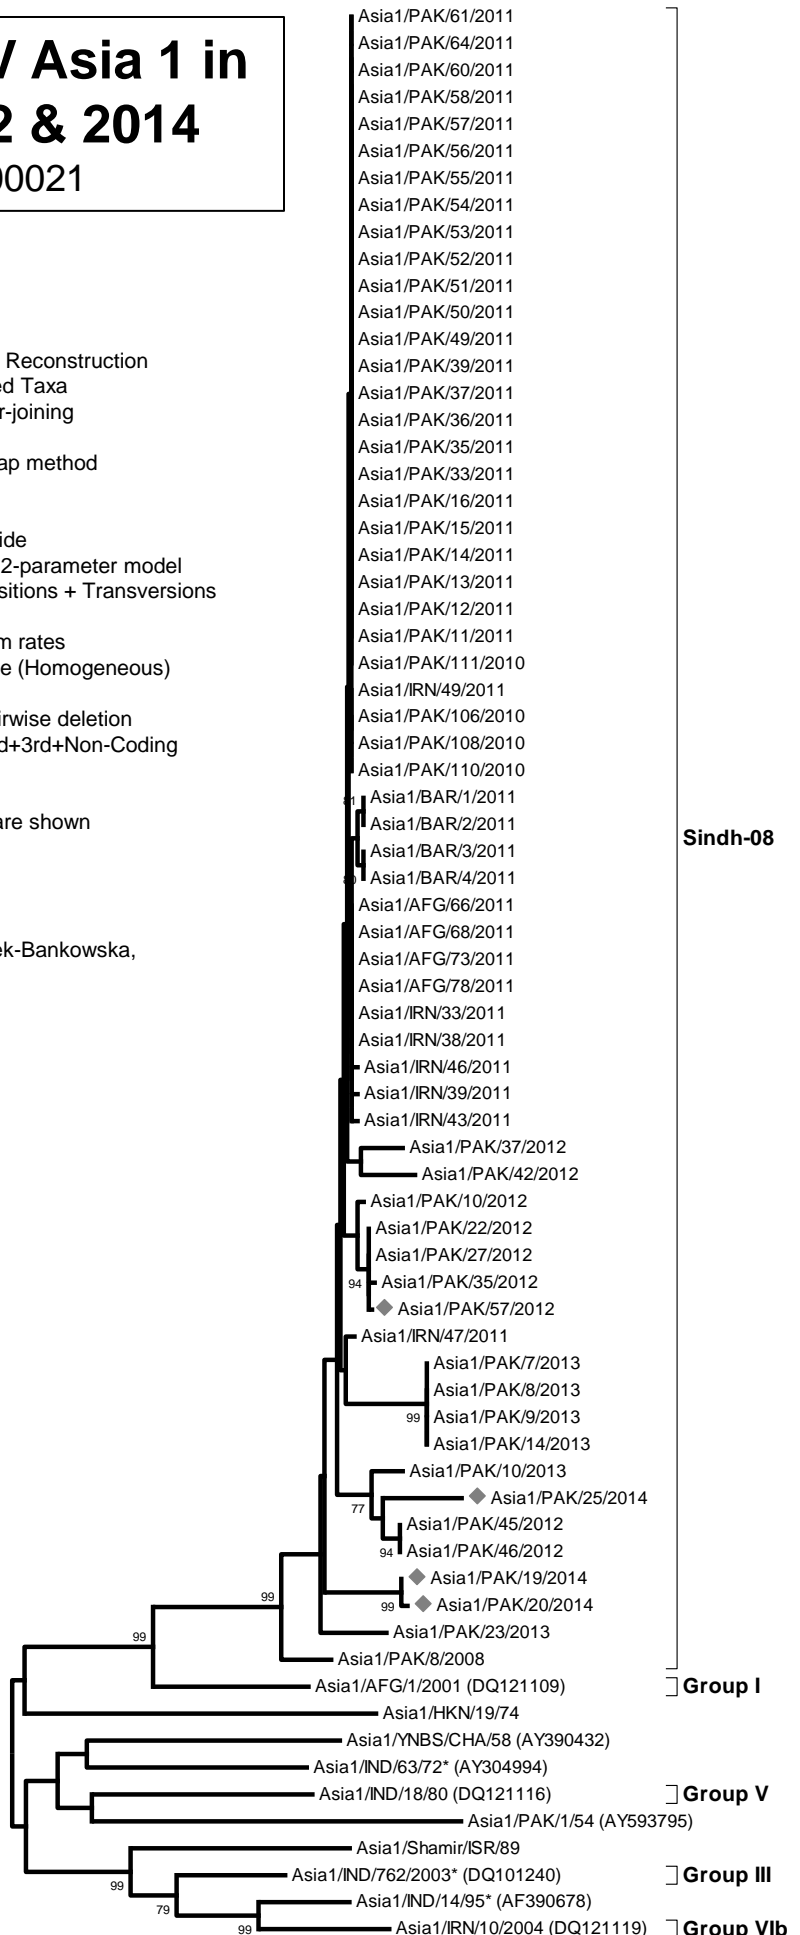 V Asia 1 in
2 & 2014
00021
Reconstruction
ed Taxa
r-joining
ap method
ide
2-parameter model
sitions + Transversions
m rates
e (Homogeneous)
irwise deletion
d+3rd+Non-Coding
are shown
ek-Bankowska,
Asia1/PAK/61/2011
Asia1/PAK/64/2011
Asia1/PAK/60/2011
Asia1/PAK/58/2011
Asia1/PAK/57/2011
Asia1/PAK/56/2011
Asia1/PAK/55/2011
Asia1/PAK/54/2011
Asia1/PAK/53/2011
Asia1/PAK/52/2011
Asia1/PAK/51/2011
Asia1/PAK/50/2011
Asia1/PAK/49/2011
Asia1/PAK/39/2011
Asia1/PAK/37/2011
Asia1/PAK/36/2011
Asia1/PAK/35/2011
Asia1/PAK/33/2011
Asia1/PAK/16/2011
Asia1/PAK/15/2011
Asia1/PAK/14/2011
Asia1/PAK/13/2011
Asia1/PAK/12/2011
Asia1/PAK/11/2011
Asia1/PAK/111/2010
Asia1/IRN/49/2011
Asia1/PAK/106/2010
Asia1/PAK/108/2010
Asia1/PAK/110/2010
Asia1/BAR/1/2011
Asia1/BAR/2/2011
Sindh-08
Asia1/BAR/3/2011
Asia1/BAR/4/2011
Asia1/AFG/66/2011
Asia1/AFG/68/2011
Asia1/AFG/73/2011
Asia1/AFG/78/2011
Asia1/IRN/33/2011
Asia1/IRN/38/2011
Asia1/IRN/46/2011
Asia1/IRN/39/2011
Asia1/IRN/43/2011
Asia1/PAK/37/2012
Asia1/PAK/42/2012
Asia1/PAK/10/2012
Asia1/PAK/22/2012
Asia1/PAK/27/2012
94 Asia1/PAK/35/2012
Asia1/PAK/57/2012
Asia1/IRN/47/2011
Asia1/PAK/7/2013
Asia1/PAK/8/2013
99 Asia1/PAK/9/2013
Asia1/PAK/14/2013
Asia1/PAK/10/2013
77 Asia1/PAK/25/2014
Asia1/PAK/45/2012
94 Asia1/PAK/46/2012
Asia1/PAK/19/2014
99 99 Asia1/PAK/20/2014
99 Asia1/PAK/23/2013
Asia1/PAK/8/2008
Asia1/AFG/1/2001 (DQ121109) Group I
Asia1/HKN/19/74
Asia1/YNBS/CHA/58 (AY390432)
Asia1/IND/63/72* (AY304994)
Asia1/IND/18/80 (DQ121116) Group V
Asia1/PAK/1/54 (AY593795)
Asia1/Shamir/ISR/89
99 Asia1/IND/762/2003* (DQ101240) Group III
79 Asia1/IND/14/95* (AF390678)
99 Asia1/IRN/10/2004 (DQ121119) Group VIb